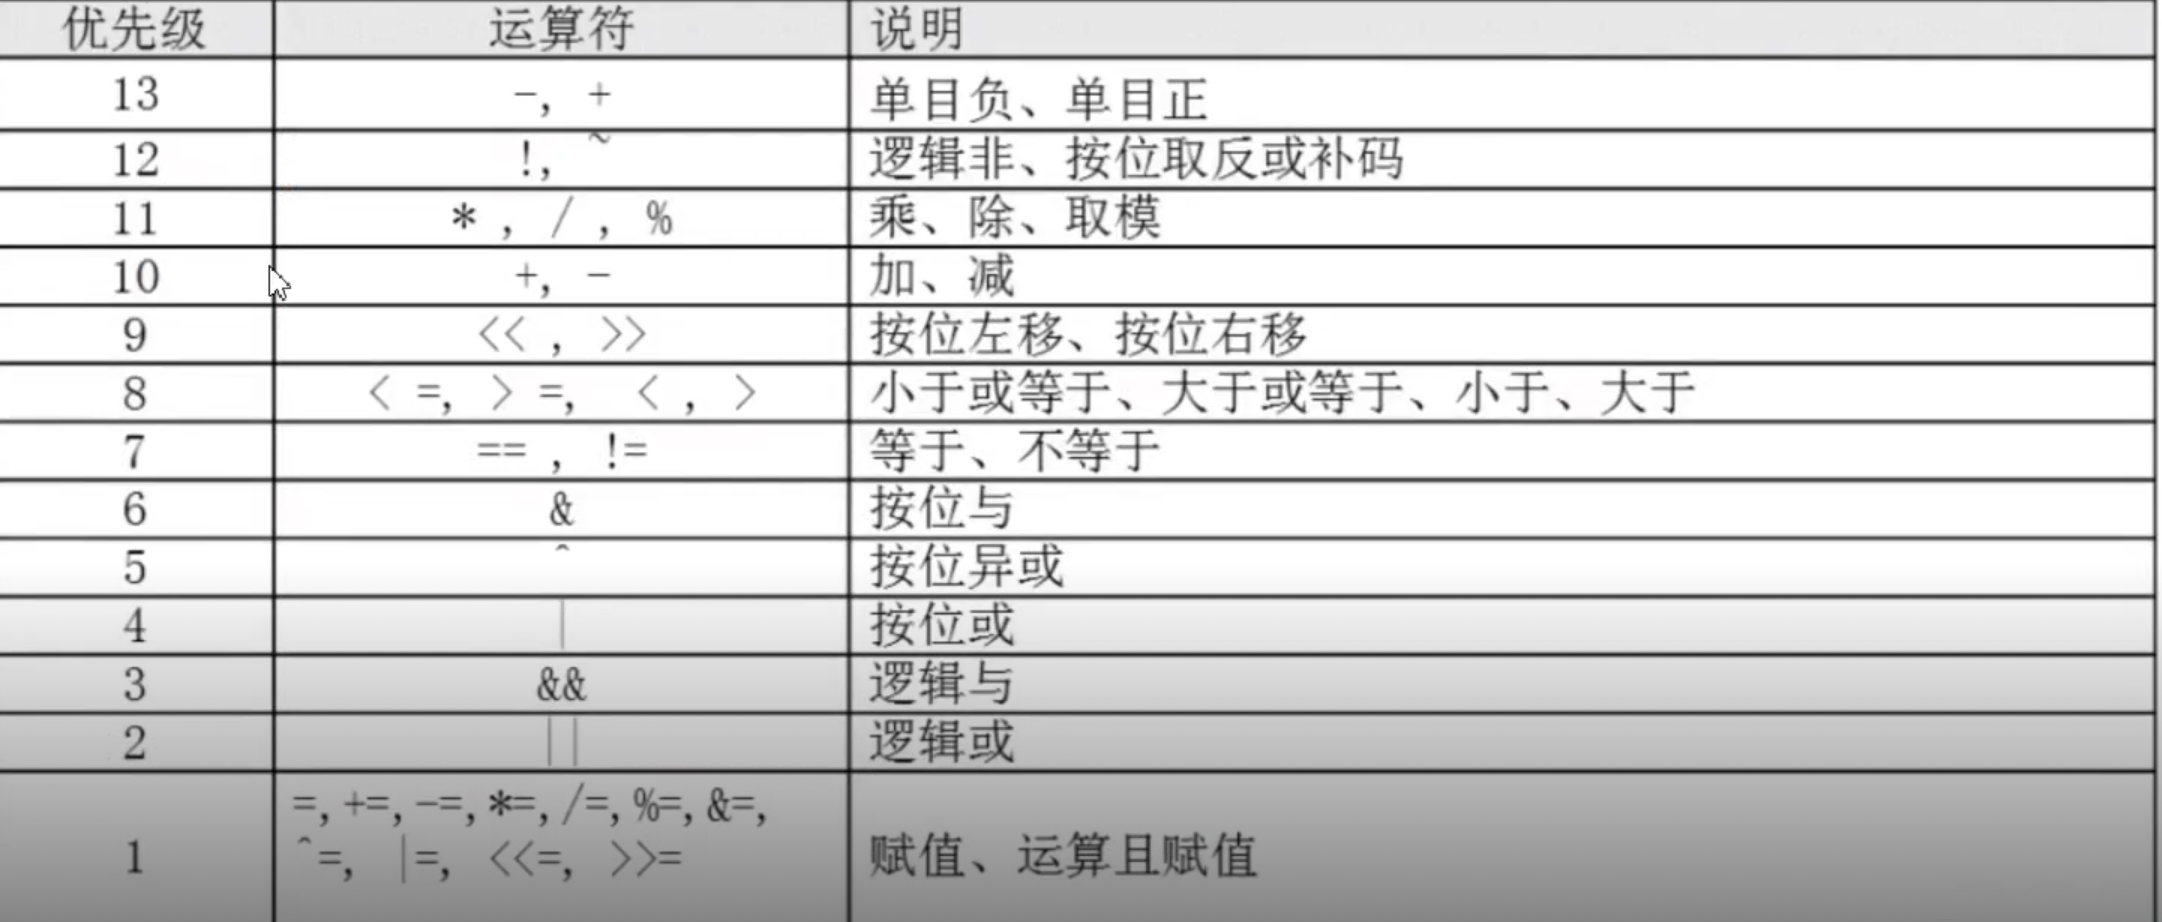 优先级 运算符 说明
13 -, + 单目负、单目正
12 !, ~ 逻辑非、按位取反或补码
11 * , / , % 乘、除、取模
10 +, - 加、减
9 << , >> 按位左移、按位右移
8 < =, > =, < , > 小于或等于、大于或等于、小于、大于
7 == , != 等于、不等于
6 & 按位与
5 ^ 按位异或
4 | 按位或
3 && 逻辑与
2 || 逻辑或
=,+=,-=,*=,/=,%=,&=,
1 ^=, |=, <<=, >>= 赋值、运算且赋值